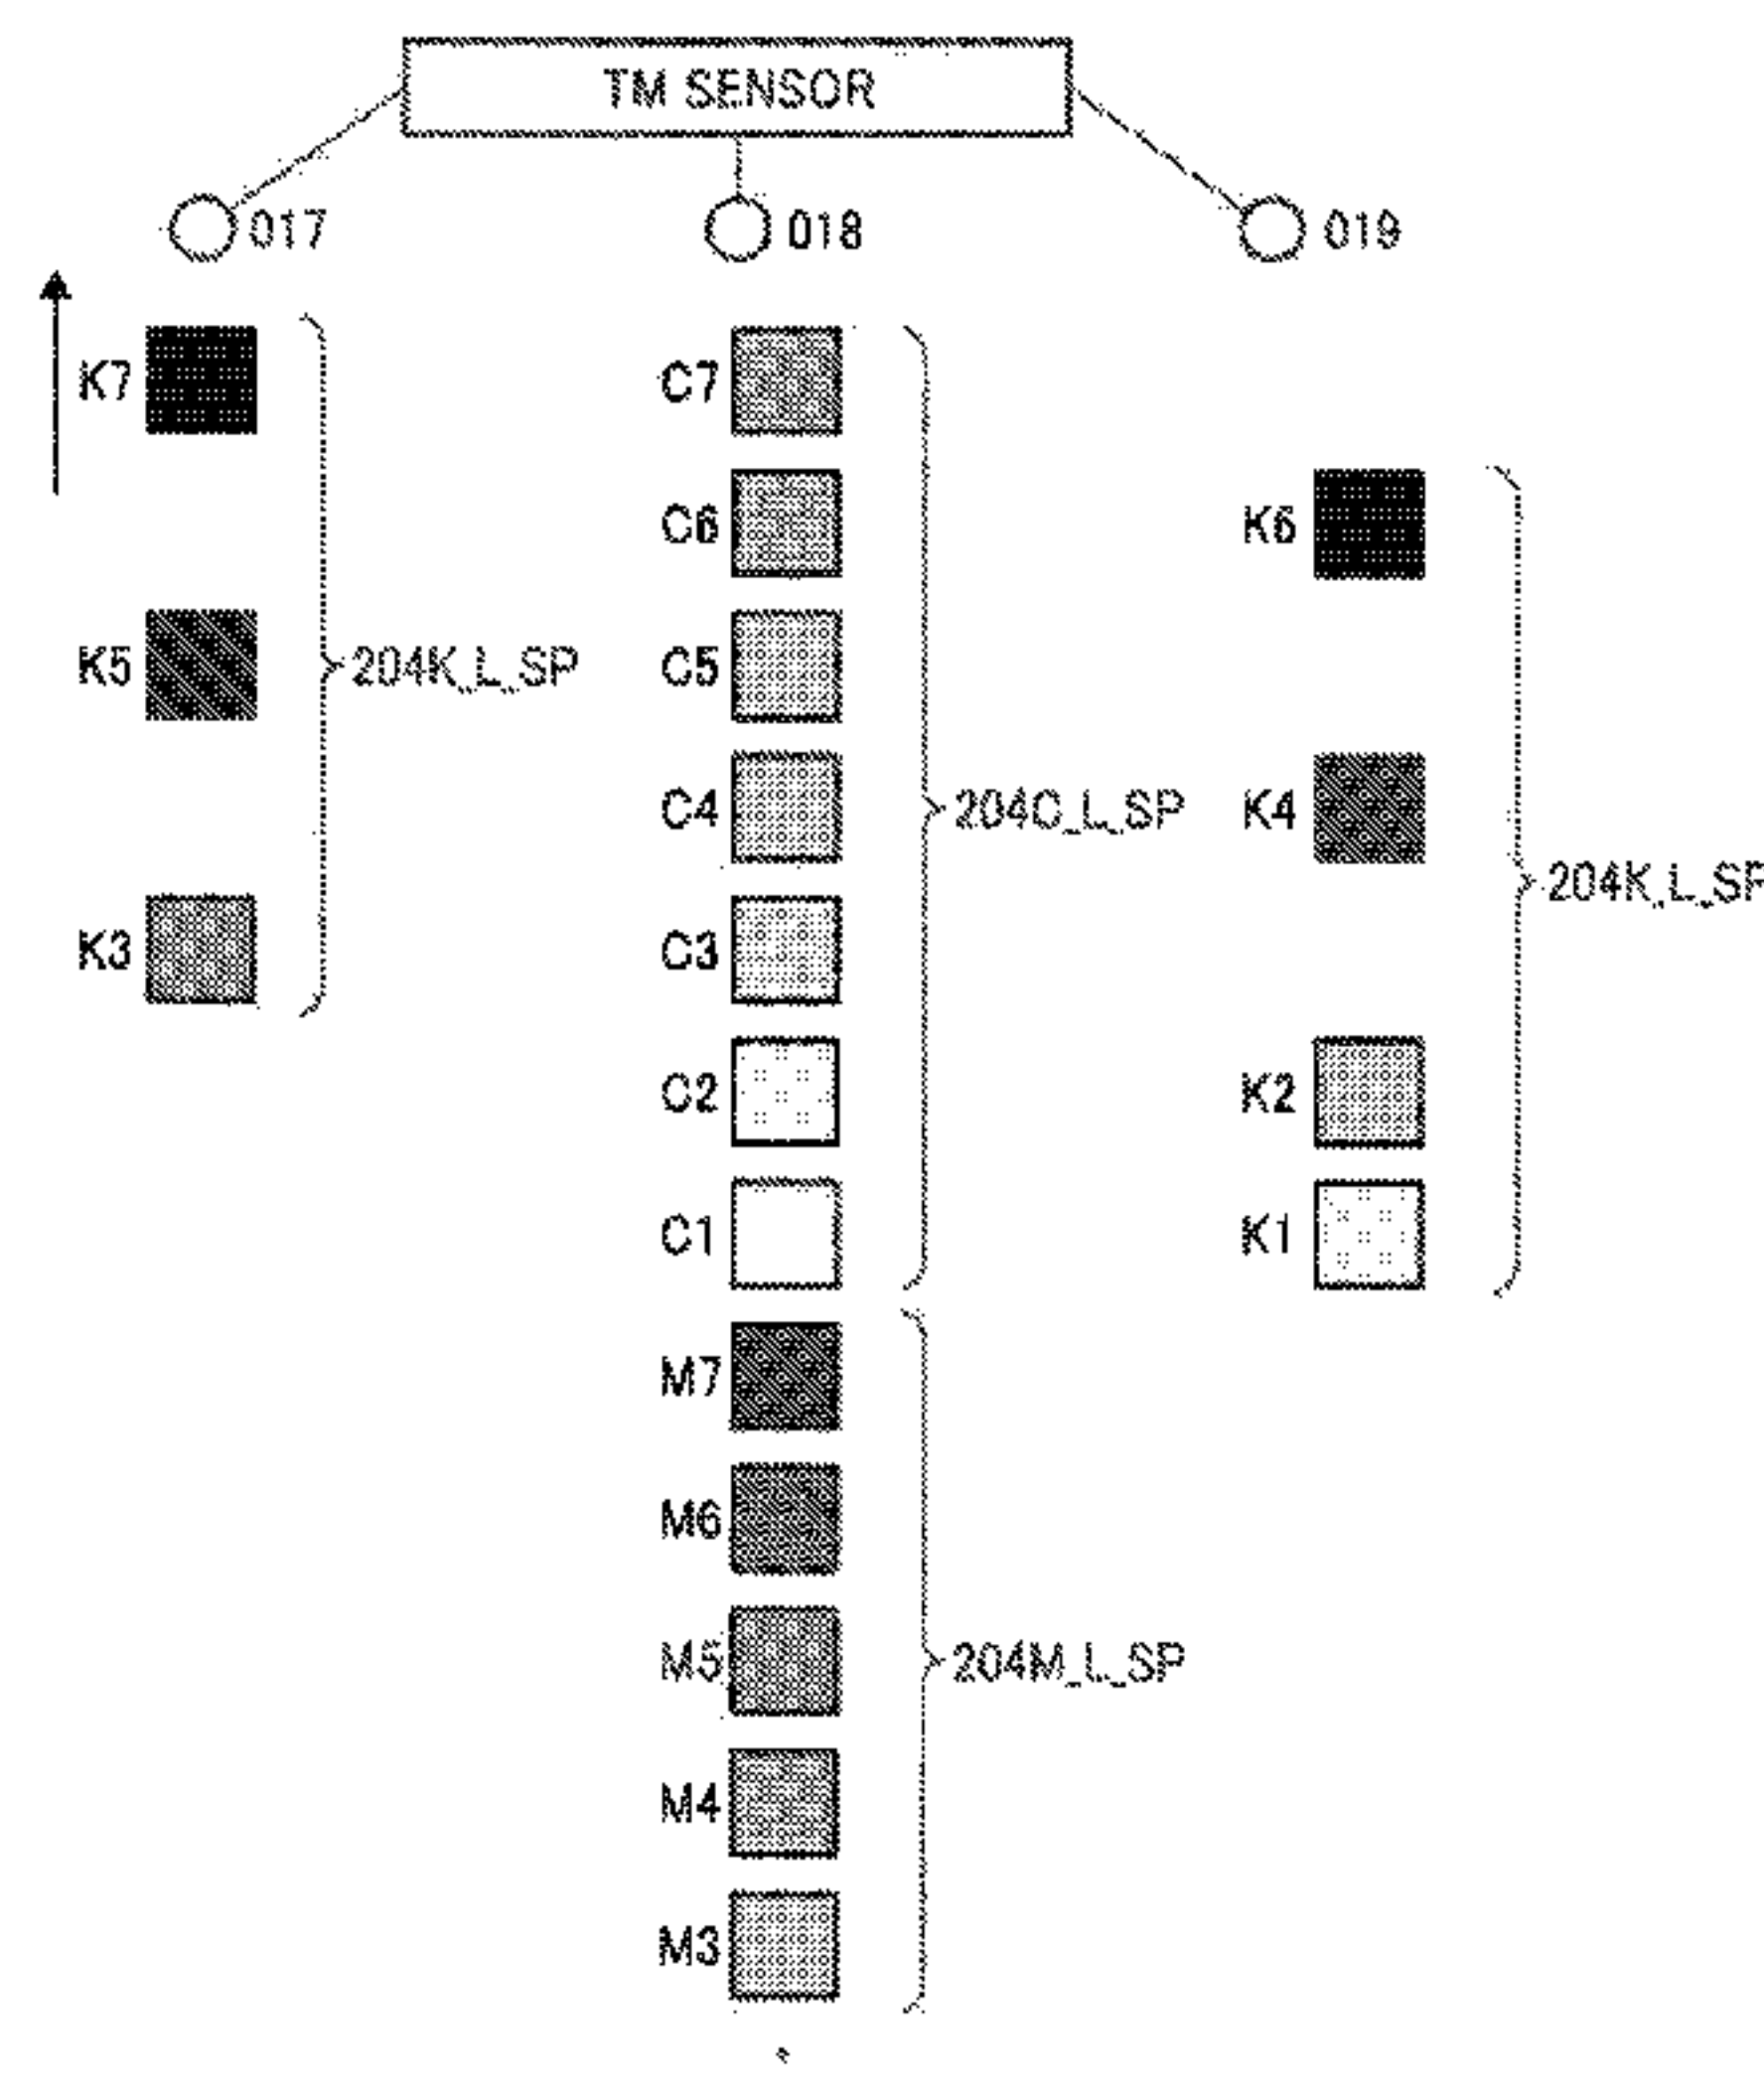 TM SENSOR
017 018 019
K7 C7
C6 K6
K5 204K_L_SP C5
C4 204C_L_SP K4
204K_L_SP
K3 C3
C2 K2
C1 K1
M7
M6
M5 204M_L_SP
M4
M3